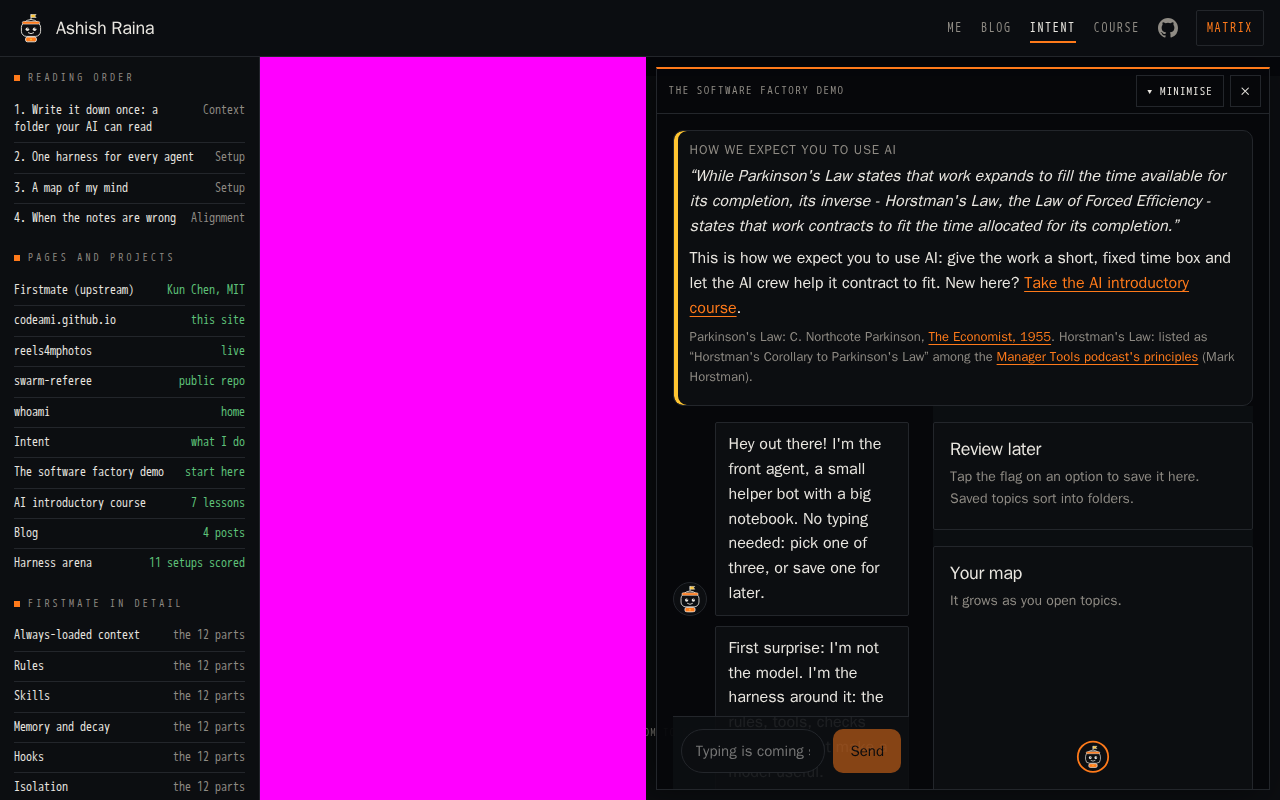 Ashish Raina
ME BLOG INTENT COURSE MATRIX
READING ORDER
1. Write it down once: a folder your AI can read Context
2. One harness for every agent Setup
3. A map of my mind Setup
4. When the notes are wrong Alignment
PAGES AND PROJECTS
Firstmate (upstream) Kun Chen, MIT
codeami.github.io this site
reels4mphotos live
swarm-referee public repo
whoami home
Intent what I do
The software factory demo start here
AI introductory course 7 lessons
Blog 4 posts
Harness arena 11 setups scored
FIRSTMATE IN DETAIL
Always-loaded context the 12 parts
Rules the 12 parts
Skills the 12 parts
Memory and decay the 12 parts
Hooks the 12 parts
Isolation the 12 parts
THE SOFTWARE FACTORY DEMO
▾ MINIMISE ✕
HOW WE EXPECT YOU TO USE AI
"While Parkinson's Law states that work expands to fill the time available for
its completion, its inverse - Horstman's Law, the Law of Forced Efficiency -
states that work contracts to fit the time allocated for its completion."
This is how we expect you to use AI: give the work a short, fixed time box and
let the AI crew help it contract to fit. New here? Take the AI introductory
course.
Parkinson's Law: C. Northcote Parkinson, The Economist, 1955. Horstman's Law: listed as
"Horstman's Corollary to Parkinson's Law" among the Manager Tools podcast's principles (Mark
Horstman).
Hey out there! I'm the
front agent, a small
helper bot with a big
notebook. No typing
needed: pick one of
three, or save one for
later.
First surprise: I'm not
the model. I'm the
harness around it: the
rules, tools, checks
model useful.
Typing is coming
Send
Review later
Tap the flag on an option to save it here.
Saved topics sort into folders.
Your map
It grows as you open topics.